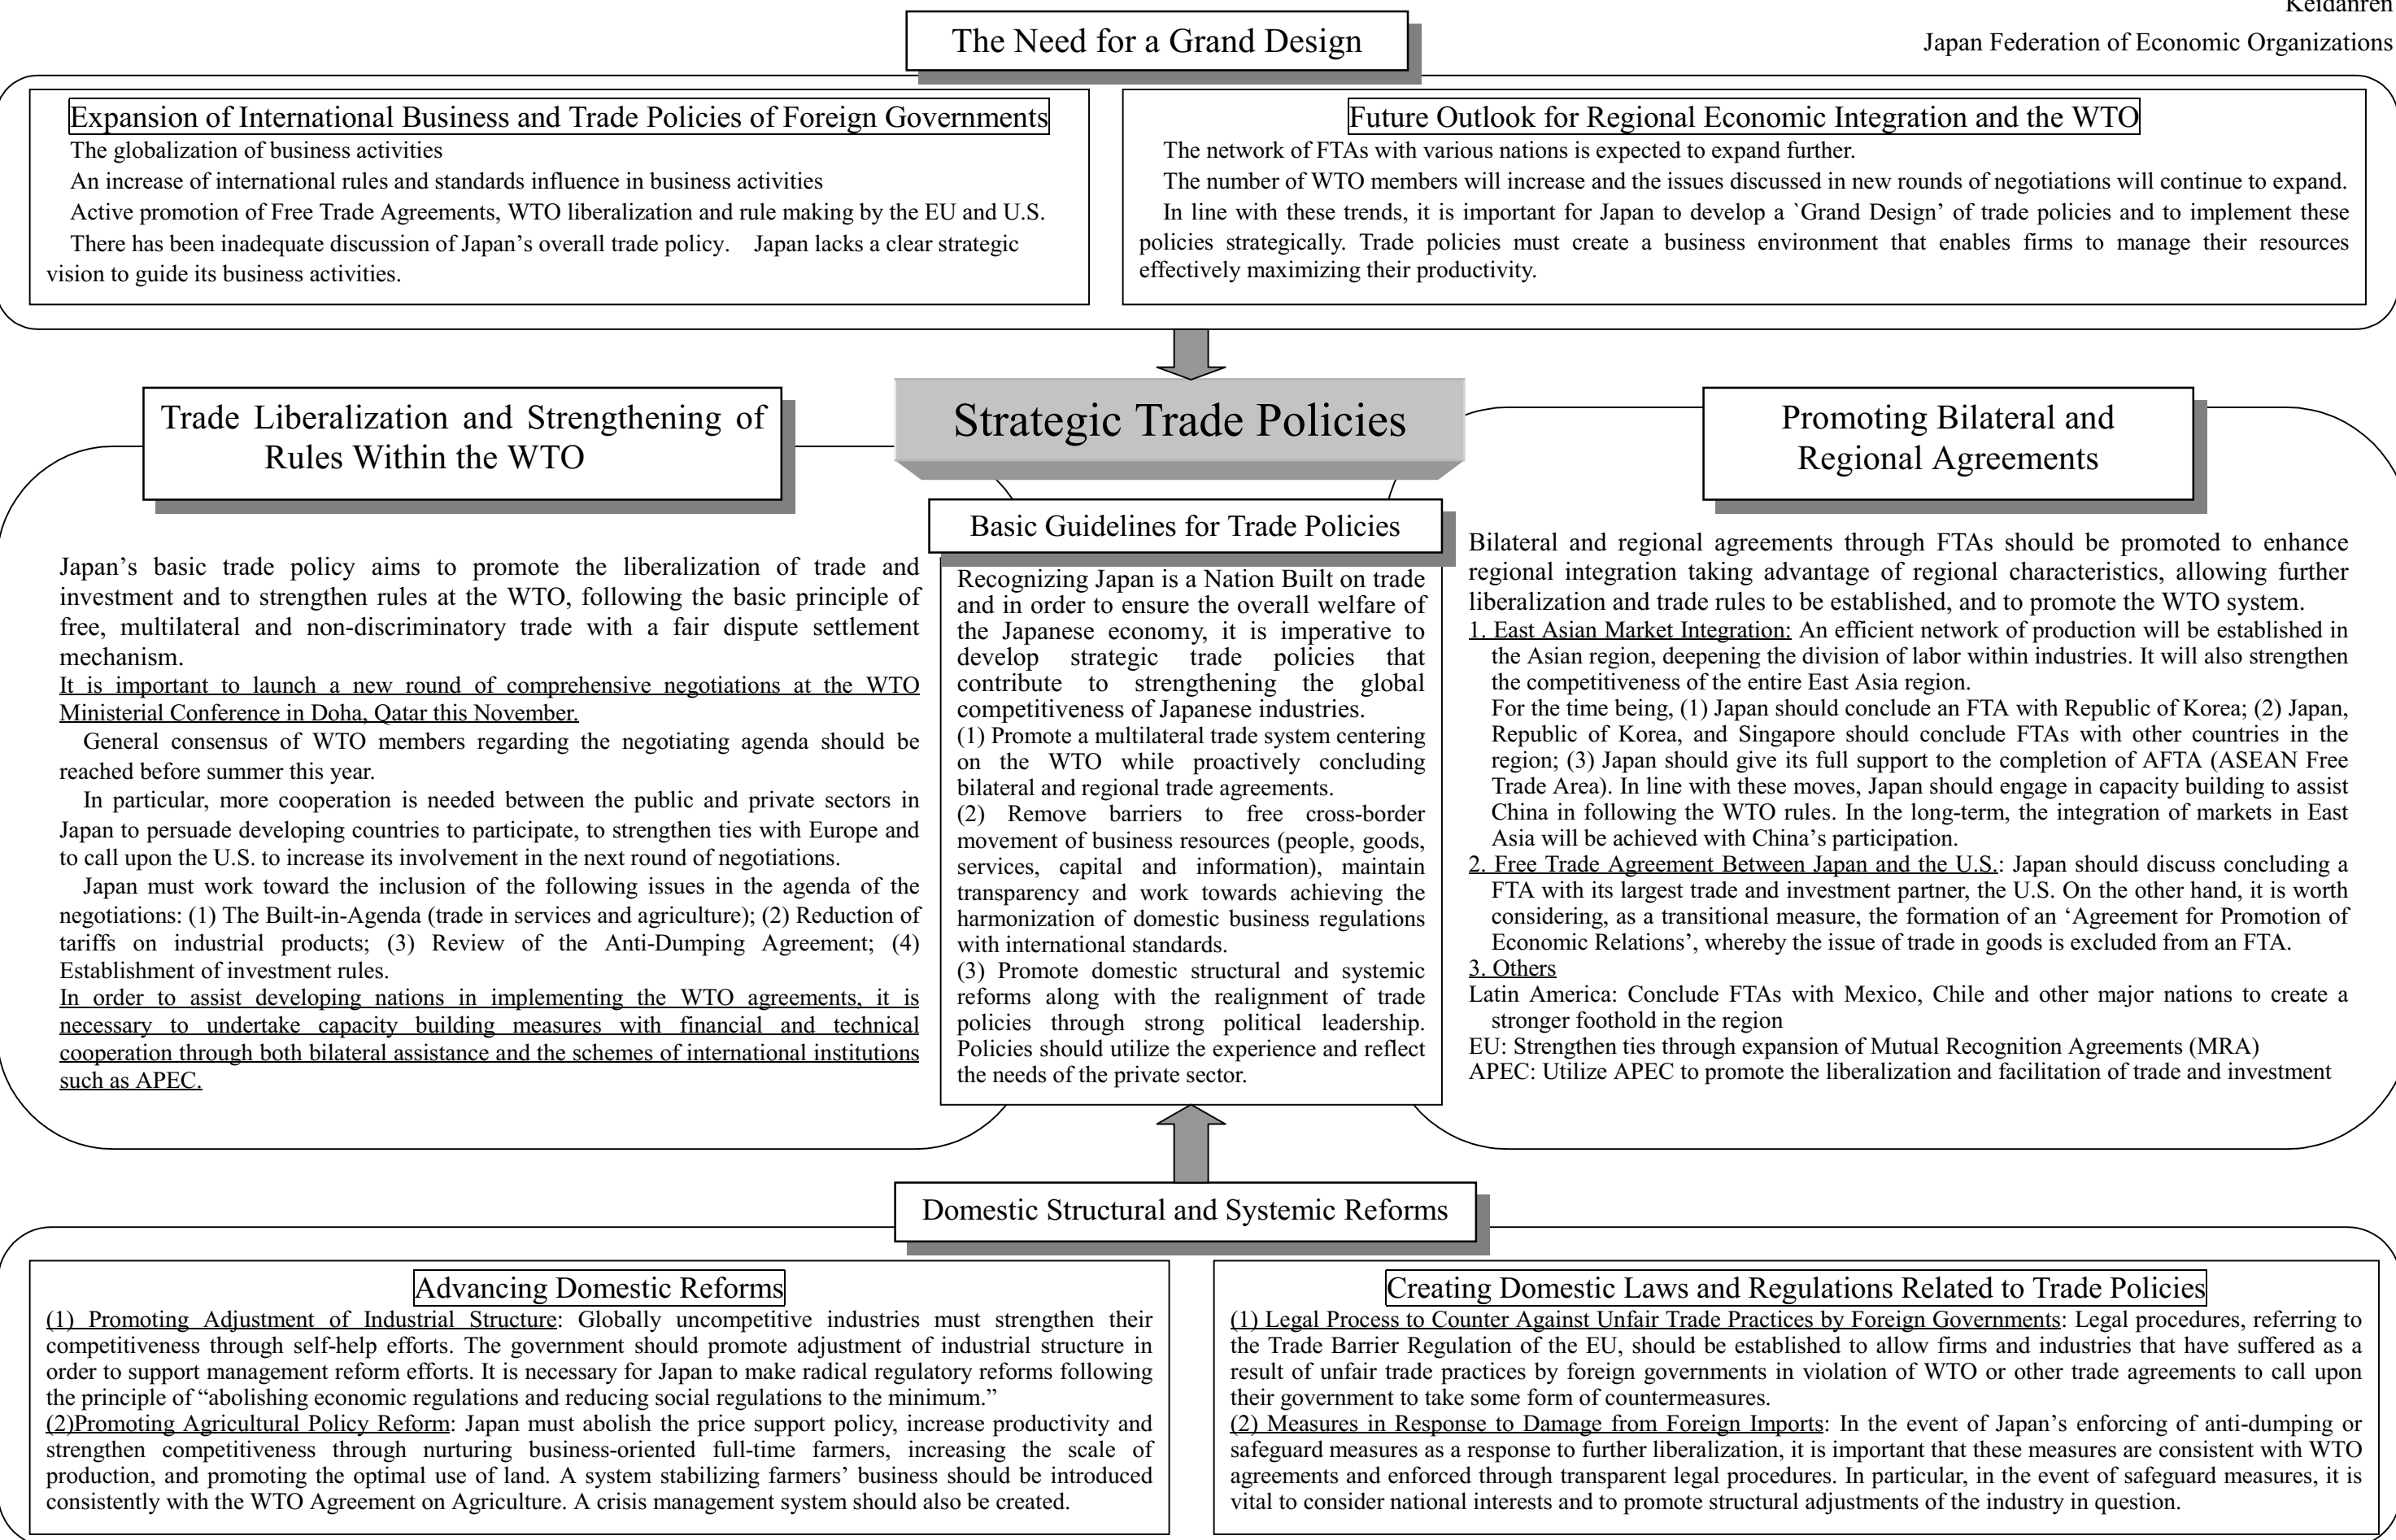 Keidanren
Japan Federation of Economic Organizations
The Need for a Grand Design
Expansion of International Business and Trade Policies of Foreign Governments
The globalization of business activities
An increase of international rules and standards influence in business activities
Active promotion of Free Trade Agreements, WTO liberalization and rule making by the EU and U.S.
There has been inadequate discussion of Japan’s overall trade policy. Japan lacks a clear strategic
vision to guide its business activities.
Future Outlook for Regional Economic Integration and the WTO
The network of FTAs with various nations is expected to expand further.
The number of WTO members will increase and the issues discussed in new rounds of negotiations will continue to expand.
In line with these trends, it is important for Japan to develop a `Grand Design’ of trade policies and to implement these
policies strategically. Trade policies must create a business environment that enables firms to manage their resources
effectively maximizing their productivity.
Strategic Trade Policies
Trade Liberalization and Strengthening of
Rules Within the WTO
Japan’s basic trade policy aims to promote the liberalization of trade and
investment and to strengthen rules at the WTO, following the basic principle of
free, multilateral and non-discriminatory trade with a fair dispute settlement
mechanism.
It is important to launch a new round of comprehensive negotiations at the WTO
Ministerial Conference in Doha, Qatar this November.
General consensus of WTO members regarding the negotiating agenda should be
reached before summer this year.
In particular, more cooperation is needed between the public and private sectors in
Japan to persuade developing countries to participate, to strengthen ties with Europe and
to call upon the U.S. to increase its involvement in the next round of negotiations.
Japan must work toward the inclusion of the following issues in the agenda of the
negotiations: (1) The Built-in-Agenda (trade in services and agriculture); (2) Reduction of
tariffs on industrial products; (3) Review of the Anti-Dumping Agreement; (4)
Establishment of investment rules.
In order to assist developing nations in implementing the WTO agreements, it is
necessary to undertake capacity building measures with financial and technical
cooperation through both bilateral assistance and the schemes of international institutions
such as APEC.
Basic Guidelines for Trade Policies
Recognizing Japan is a Nation Built on trade
and in order to ensure the overall welfare of
the Japanese economy, it is imperative to
develop strategic trade policies that
contribute to strengthening the global
competitiveness of Japanese industries.
(1) Promote a multilateral trade system centering
on the WTO while proactively concluding
bilateral and regional trade agreements.
(2) Remove barriers to free cross-border
movement of business resources (people, goods,
services, capital and information), maintain
transparency and work towards achieving the
harmonization of domestic business regulations
with international standards.
(3) Promote domestic structural and systemic
reforms along with the realignment of trade
policies through strong political leadership.
Policies should utilize the experience and reflect
the needs of the private sector.
Promoting Bilateral and
Regional Agreements
Bilateral and regional agreements through FTAs should be promoted to enhance
regional integration taking advantage of regional characteristics, allowing further
liberalization and trade rules to be established, and to promote the WTO system.
1. East Asian Market Integration: An efficient network of production will be established in
the Asian region, deepening the division of labor within industries. It will also strengthen
the competitiveness of the entire East Asia region.
For the time being, (1) Japan should conclude an FTA with Republic of Korea; (2) Japan,
Republic of Korea, and Singapore should conclude FTAs with other countries in the
region; (3) Japan should give its full support to the completion of AFTA (ASEAN Free
Trade Area). In line with these moves, Japan should engage in capacity building to assist
China in following the WTO rules. In the long-term, the integration of markets in East
Asia will be achieved with China’s participation.
2. Free Trade Agreement Between Japan and the U.S.: Japan should discuss concluding a
FTA with its largest trade and investment partner, the U.S. On the other hand, it is worth
considering, as a transitional measure, the formation of an ‘Agreement for Promotion of
Economic Relations’, whereby the issue of trade in goods is excluded from an FTA.
3. Others
Latin America: Conclude FTAs with Mexico, Chile and other major nations to create a
stronger foothold in the region
EU: Strengthen ties through expansion of Mutual Recognition Agreements (MRA)
APEC: Utilize APEC to promote the liberalization and facilitation of trade and investment
Domestic Structural and Systemic Reforms
Advancing Domestic Reforms
(1) Promoting Adjustment of Industrial Structure: Globally uncompetitive industries must strengthen their
competitiveness through self-help efforts. The government should promote adjustment of industrial structure in
order to support management reform efforts. It is necessary for Japan to make radical regulatory reforms following
the principle of “abolishing economic regulations and reducing social regulations to the minimum.”
(2)Promoting Agricultural Policy Reform: Japan must abolish the price support policy, increase productivity and
strengthen competitiveness through nurturing business-oriented full-time farmers, increasing the scale of
production, and promoting the optimal use of land. A system stabilizing farmers’ business should be introduced
consistently with the WTO Agreement on Agriculture. A crisis management system should also be created.
Creating Domestic Laws and Regulations Related to Trade Policies
(1) Legal Process to Counter Against Unfair Trade Practices by Foreign Governments: Legal procedures, referring to
the Trade Barrier Regulation of the EU, should be established to allow firms and industries that have suffered as a
result of unfair trade practices by foreign governments in violation of WTO or other trade agreements to call upon
their government to take some form of countermeasures.
(2) Measures in Response to Damage from Foreign Imports: In the event of Japan’s enforcing of anti-dumping or
safeguard measures as a response to further liberalization, it is important that these measures are consistent with WTO
agreements and enforced through transparent legal procedures. In particular, in the event of safeguard measures, it is
vital to consider national interests and to promote structural adjustments of the industry in question.